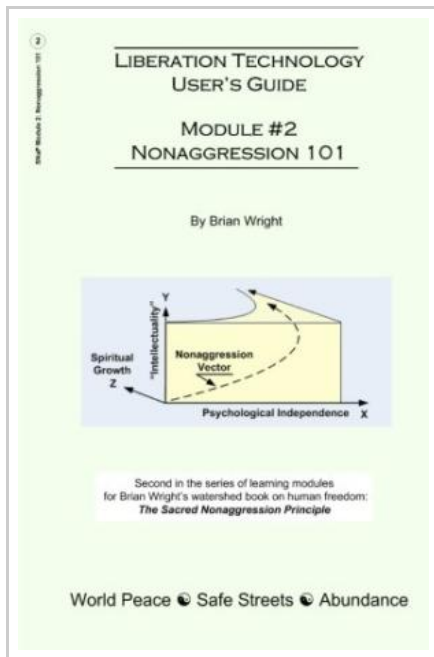 2
SNaP Module 2: Nonaggression 101
LIBERATION TECHNOLOGY
USER'S GUIDE
MODULE #2
NONAGGRESSION 101
By Brian Wright
Y
"Intellectuality"
Spiritual
Growth
Z
Nonaggression
Vector
Psychological Independence X
Second in the series of learning modules
for Brian Wright's watershed book on human freedom:
The Sacred Nonaggression Principle
World Peace ☯ Safe Streets ☯ Abundance